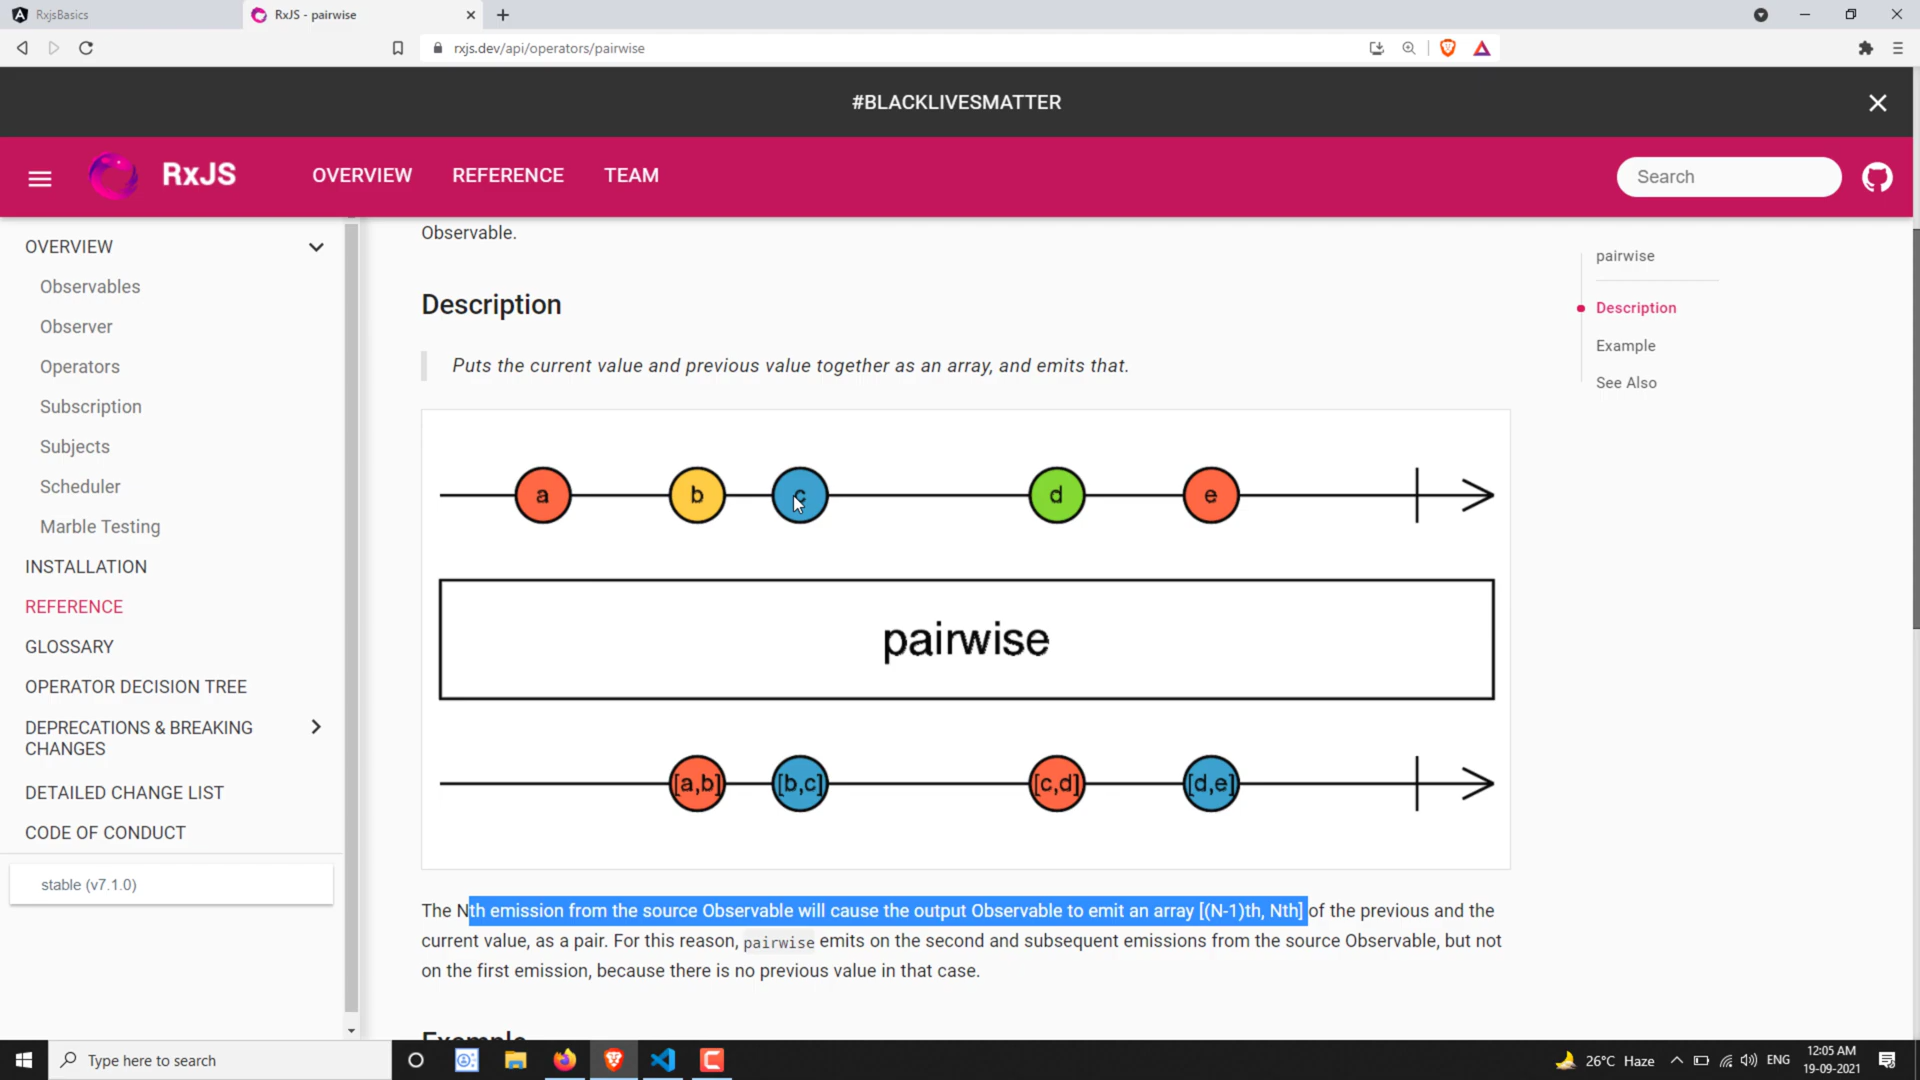 RxjsBasics
RxJS - pairwise
rxjs.dev/api/operators/pairwise
#BLACKLIVESMATTER
RxJS
OVERVIEW
REFERENCE
TEAM
Search
OVERVIEW
Observables
Observer
Operators
Subscription
Subjects
Scheduler
Marble Testing
INSTALLATION
REFERENCE
GLOSSARY
OPERATOR DECISION TREE
DEPRECATIONS & BREAKING
CHANGES
DETAILED CHANGE LIST
CODE OF CONDUCT
stable (v7.1.0)
Observable.
Description
Puts the current value and previous value together as an array, and emits that.
a b c d e
pairwise
[a,b] [b,c] [c,d] [d,e]
The Nth emission from the source Observable will cause the output Observable to emit an array [(N-1)th, Nth] of the previous and the
current value, as a pair. For this reason, pairwise emits on the second and subsequent emissions from the source Observable, but not
on the first emission, because there is no previous value in that case.
Example
pairwise
Description
Example
See Also
Type here to search
26°C Haze
ENG
12:05 AM
19-09-2021